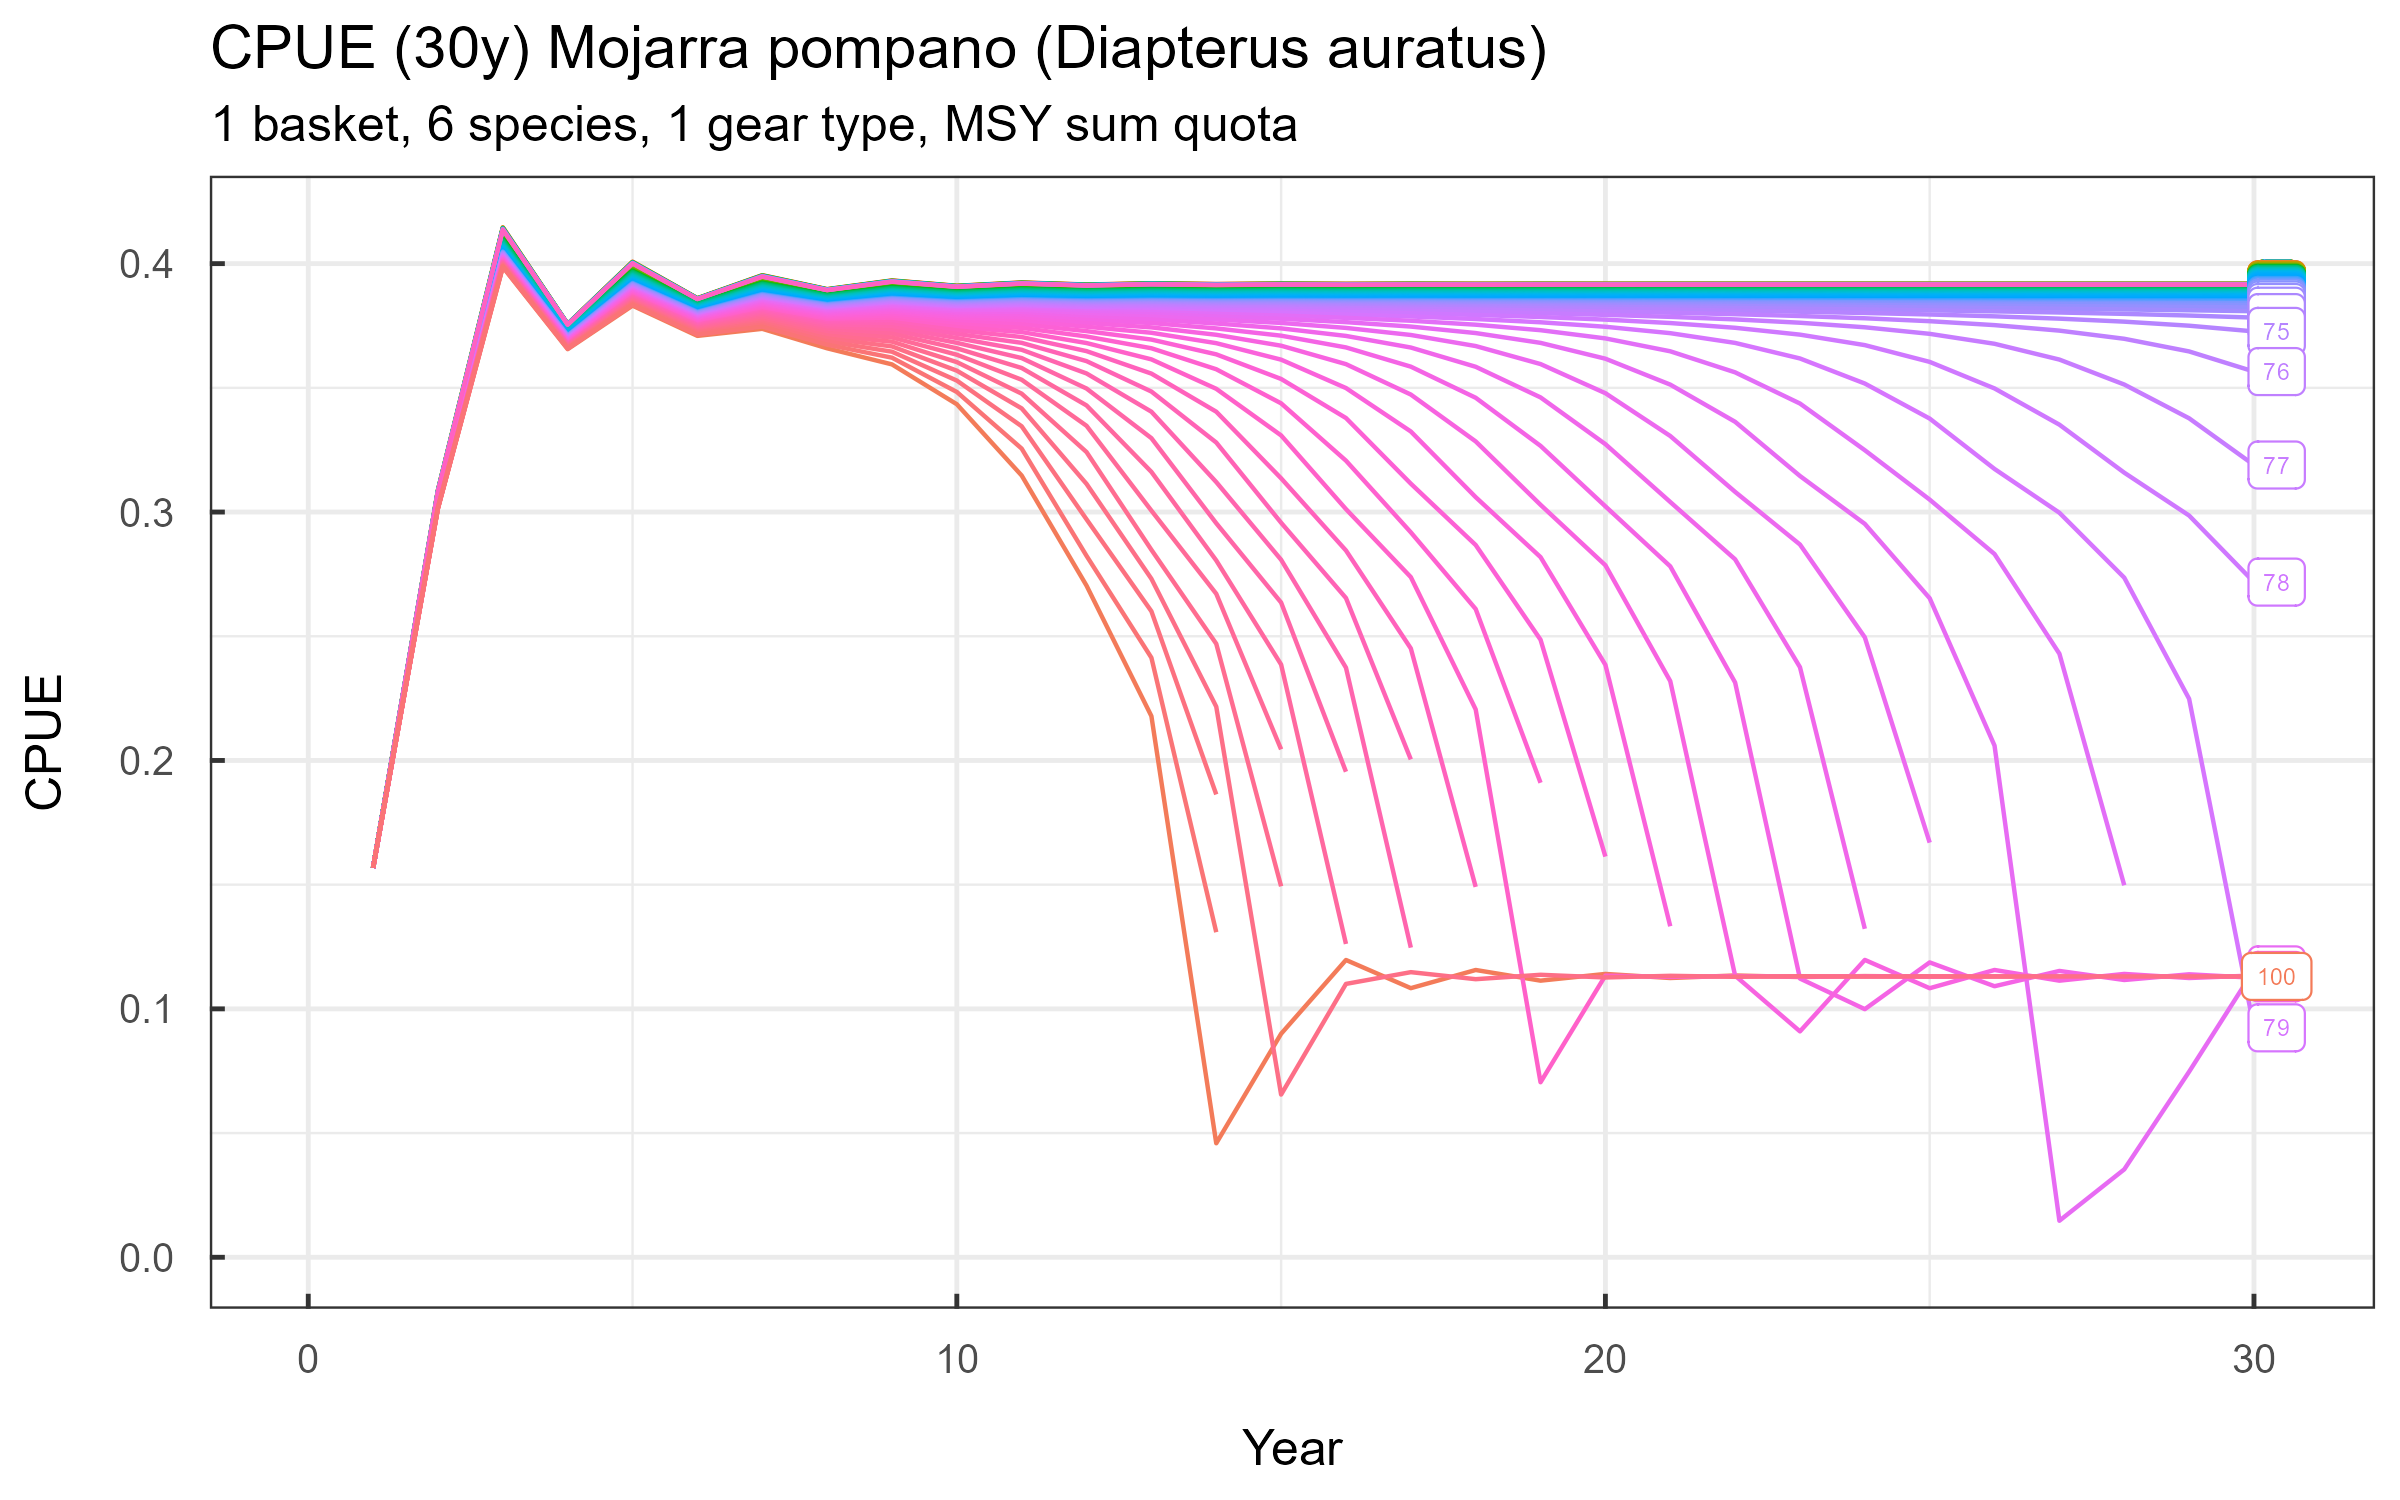 CPUE (30y) Mojarra pompano (Diapterus auratus)
1 basket, 6 species, 1 gear type, MSY sum quota
0.4
0.3
0.2
0.1
0.0
CPUE
75
76
77
78
100
79
0 10 20 30
Year